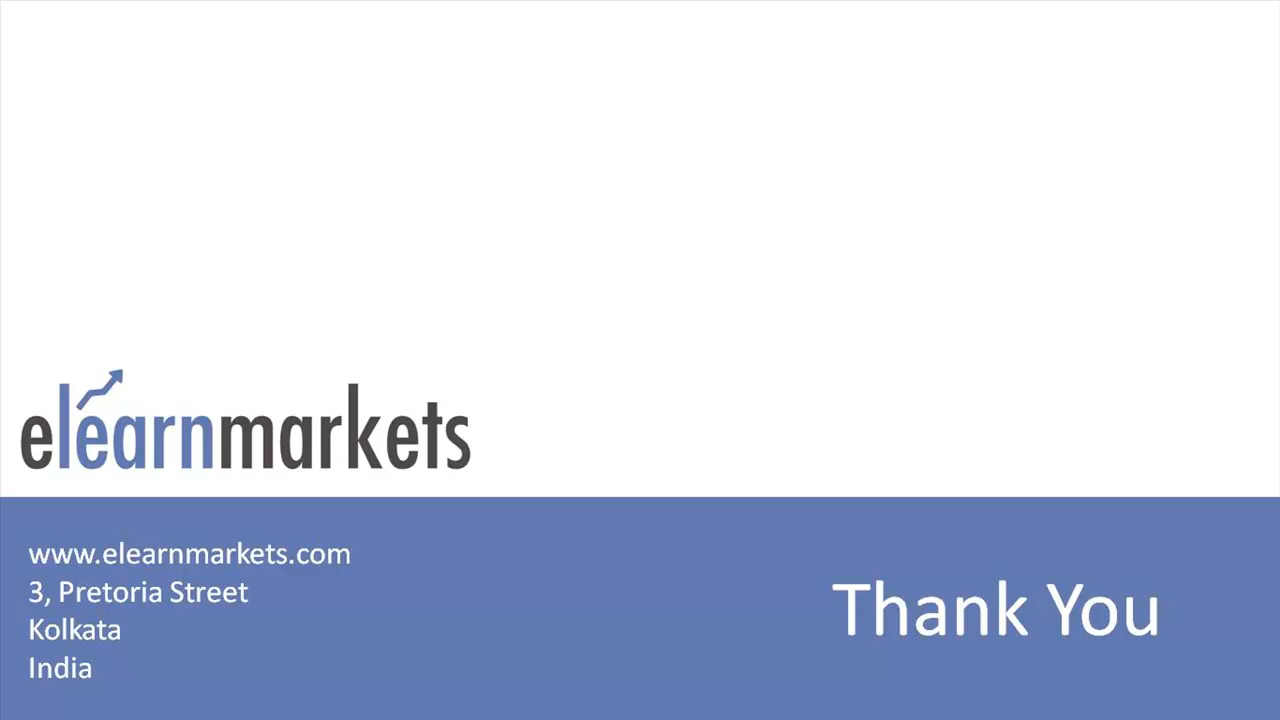 elearnmarkets
www.elearnmarkets.com
3, Pretoria Street
Kolkata
India
Thank You